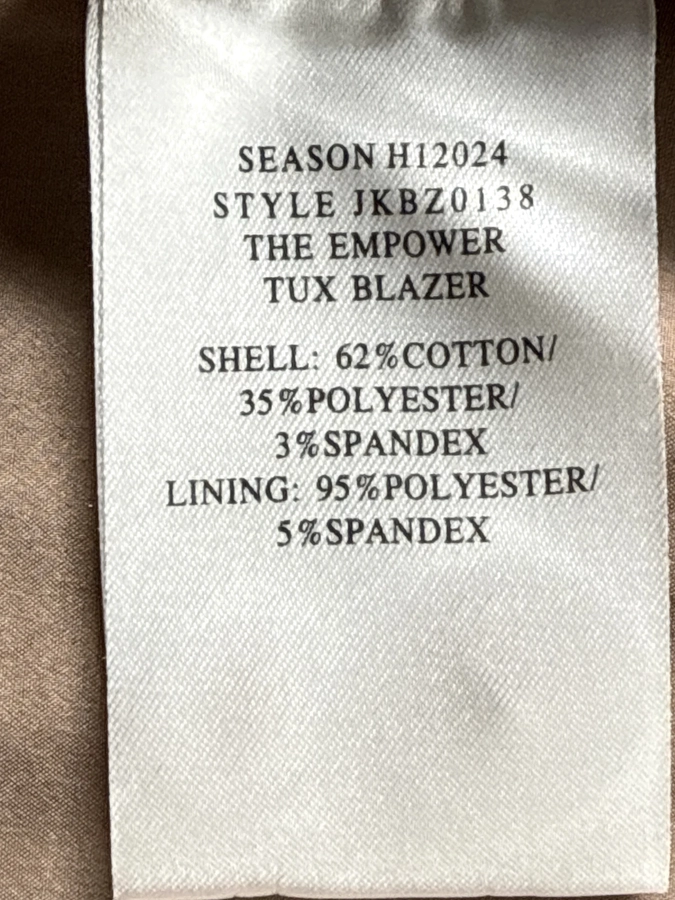 SEASON H12024
STYLE JKBZ0138
THE EMPOWER
TUX BLAZER
SHELL: 62%COTTON/
35%POLYESTER/
3%SPANDEX
LINING: 95%POLYESTER/
5%SPANDEX